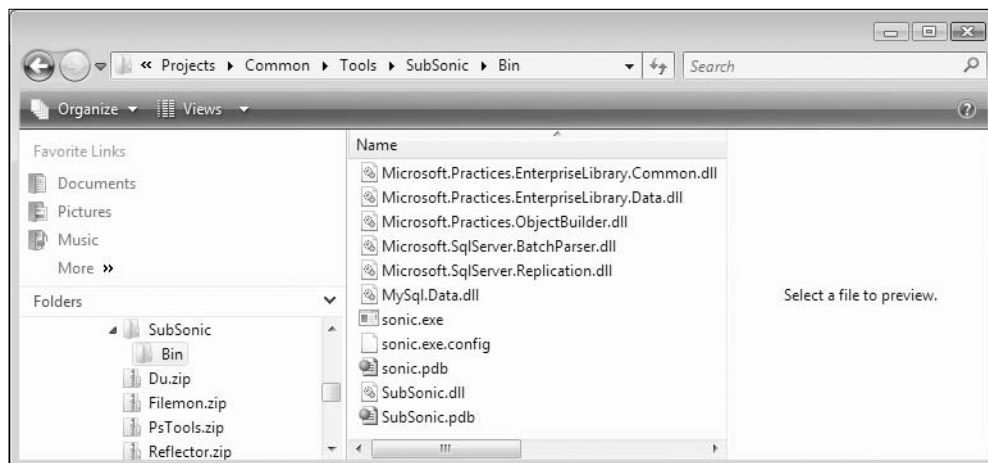 « Projects ▸ Common ▸ Tools ▸ SubSonic ▸ Bin
Search
Organize
Views
Favorite Links
Documents
Pictures
Music
More »
Folders
SubSonic
Bin
Du.zip
Filemon.zip
PsTools.zip
Reflector.zip
Name
Microsoft.Practices.EnterpriseLibrary.Common.dll
Microsoft.Practices.EnterpriseLibrary.Data.dll
Microsoft.Practices.ObjectBuilder.dll
Microsoft.SqlServer.BatchParser.dll
Microsoft.SqlServer.Replication.dll
MySql.Data.dll
sonic.exe
sonic.exe.config
sonic.pdb
SubSonic.dll
SubSonic.pdb
Select a file to preview.